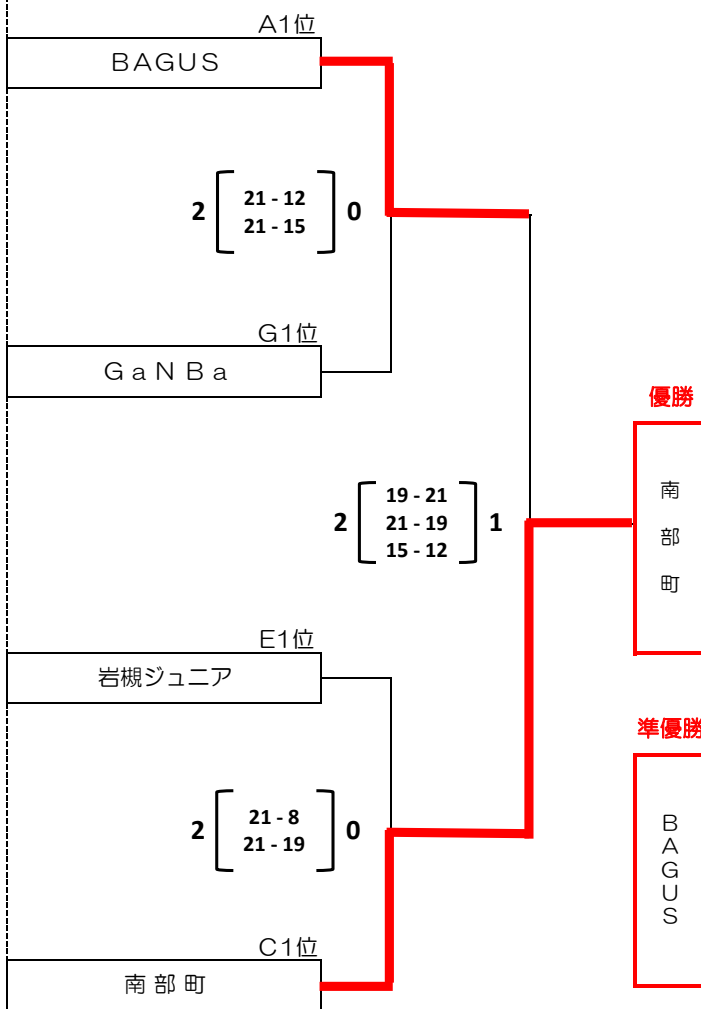 A1位
BAGUS
2 [ 21 - 12 ] 0
21 - 15
G1位
GaNBa
優勝
南部町
19 - 21
2 [ 21 - 19 ] 1
15 - 12
E1位
岩槻ジュニア
準優勝
BAGUS
2 [ 21 - 8 ] 0
21 - 19
C1位
南部町